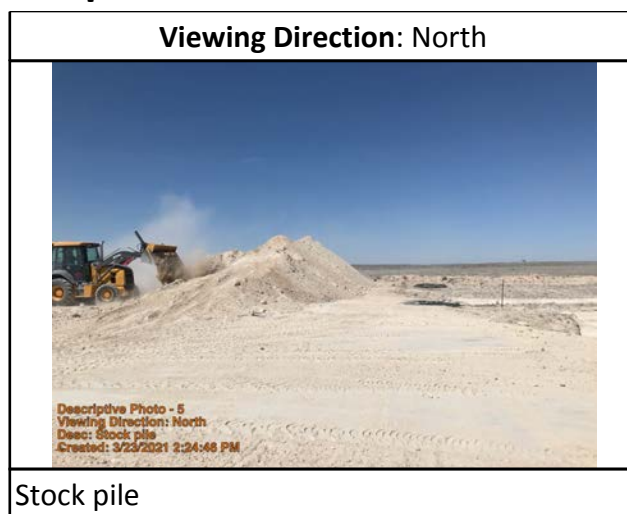 Viewing Direction: North
Descriptive Photo - 5
Viewing Direction: North
Desc: Stock pile
Created: 3/23/2021 2:24:48 PM
Stock pile